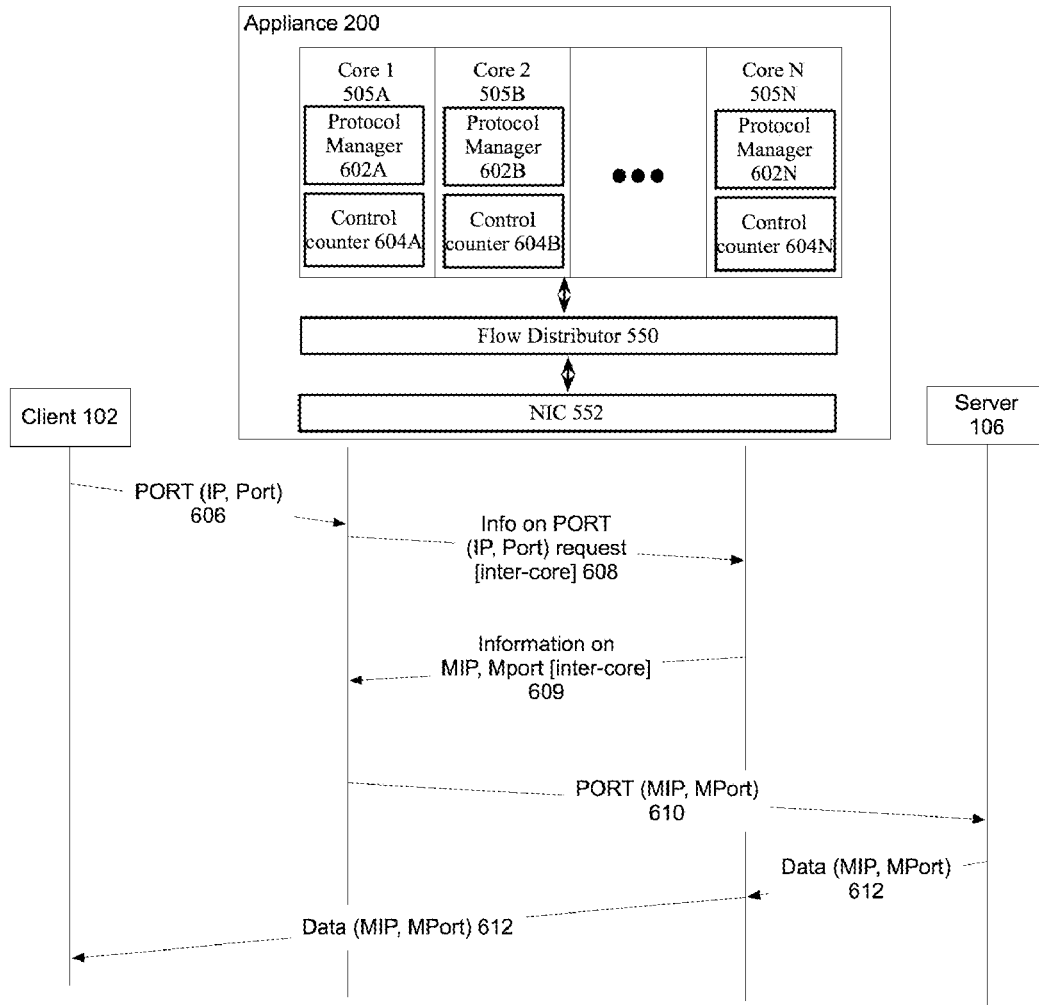 Appliance 200
Core 1
505A
Protocol
Manager
602A
Control
counter 604A
Core 2
505B
Protocol
Manager
602B
Control
counter 604B
Core N
505N
Protocol
Manager
602N
Control
counter 604N
Flow Distributor 550
NIC 552
Client 102
Server
106
PORT (IP, Port)
606
Info on PORT
(IP, Port) request
[inter-core] 608
Information on
MIP, Mport [inter-core]
609
PORT (MIP, MPort)
610
Data (MIP, MPort)
612
Data (MIP, MPort) 612